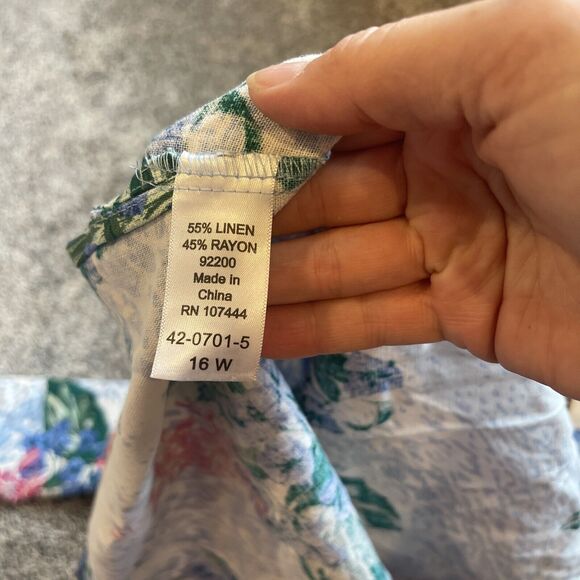 55% LINEN
45% RAYON
92200
Made in
China
RN 107444
42-0701-5
16 W